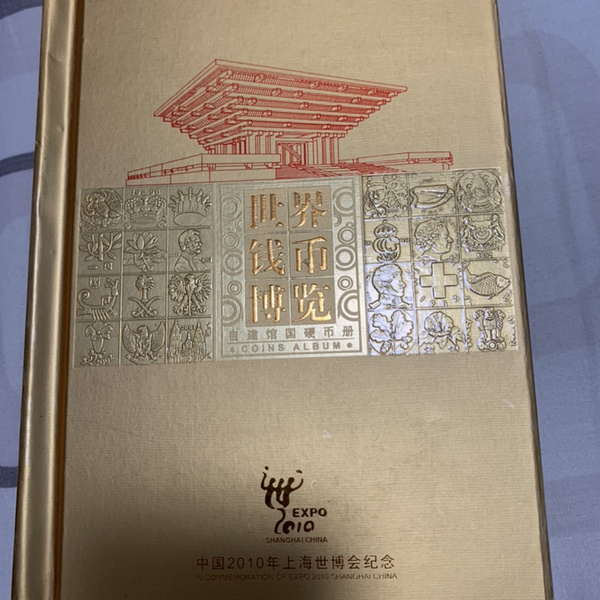 世界
钱币
博览
自建馆国硬币册
• COINS ALBUM •
EXPO
2010
SHANGHAI CHINA
中国2010年上海世博会纪念
IN COMMEMORATION OF EXPO 2010 SHANGHAI CHINA